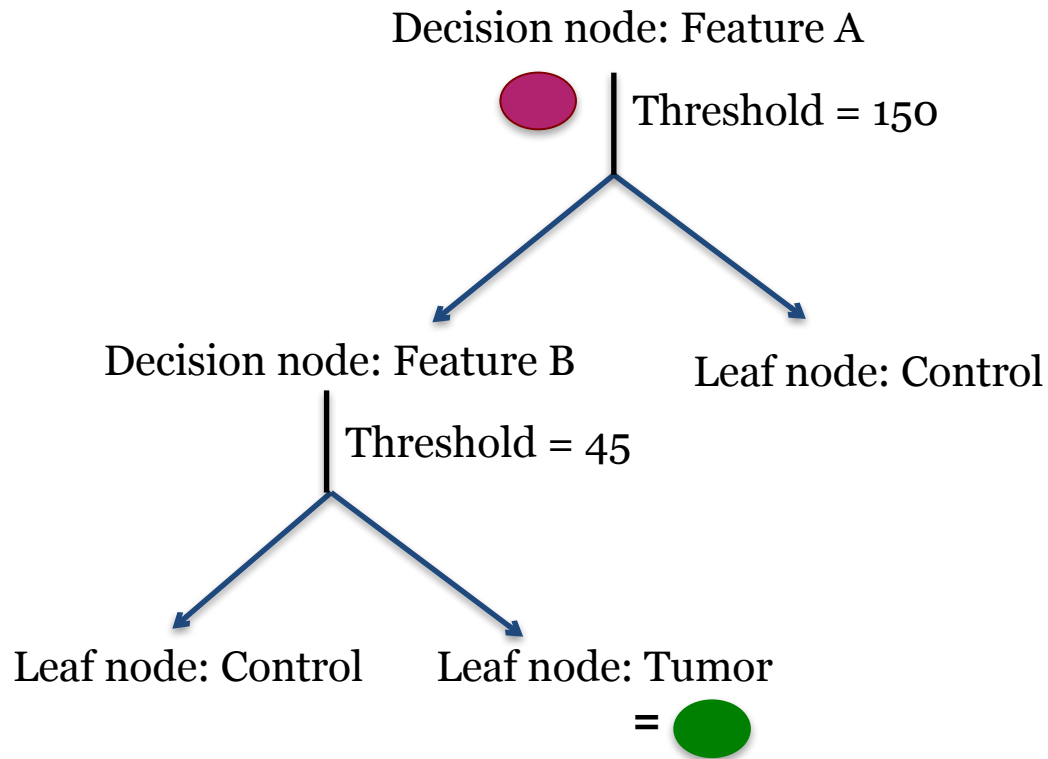 Decision node: Feature A
Threshold = 150
Decision node: Feature B
Leaf node: Control
Threshold = 45
Leaf node: Control
Leaf node: Tumor
=